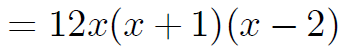 = 12x(x + 1)(x − 2)